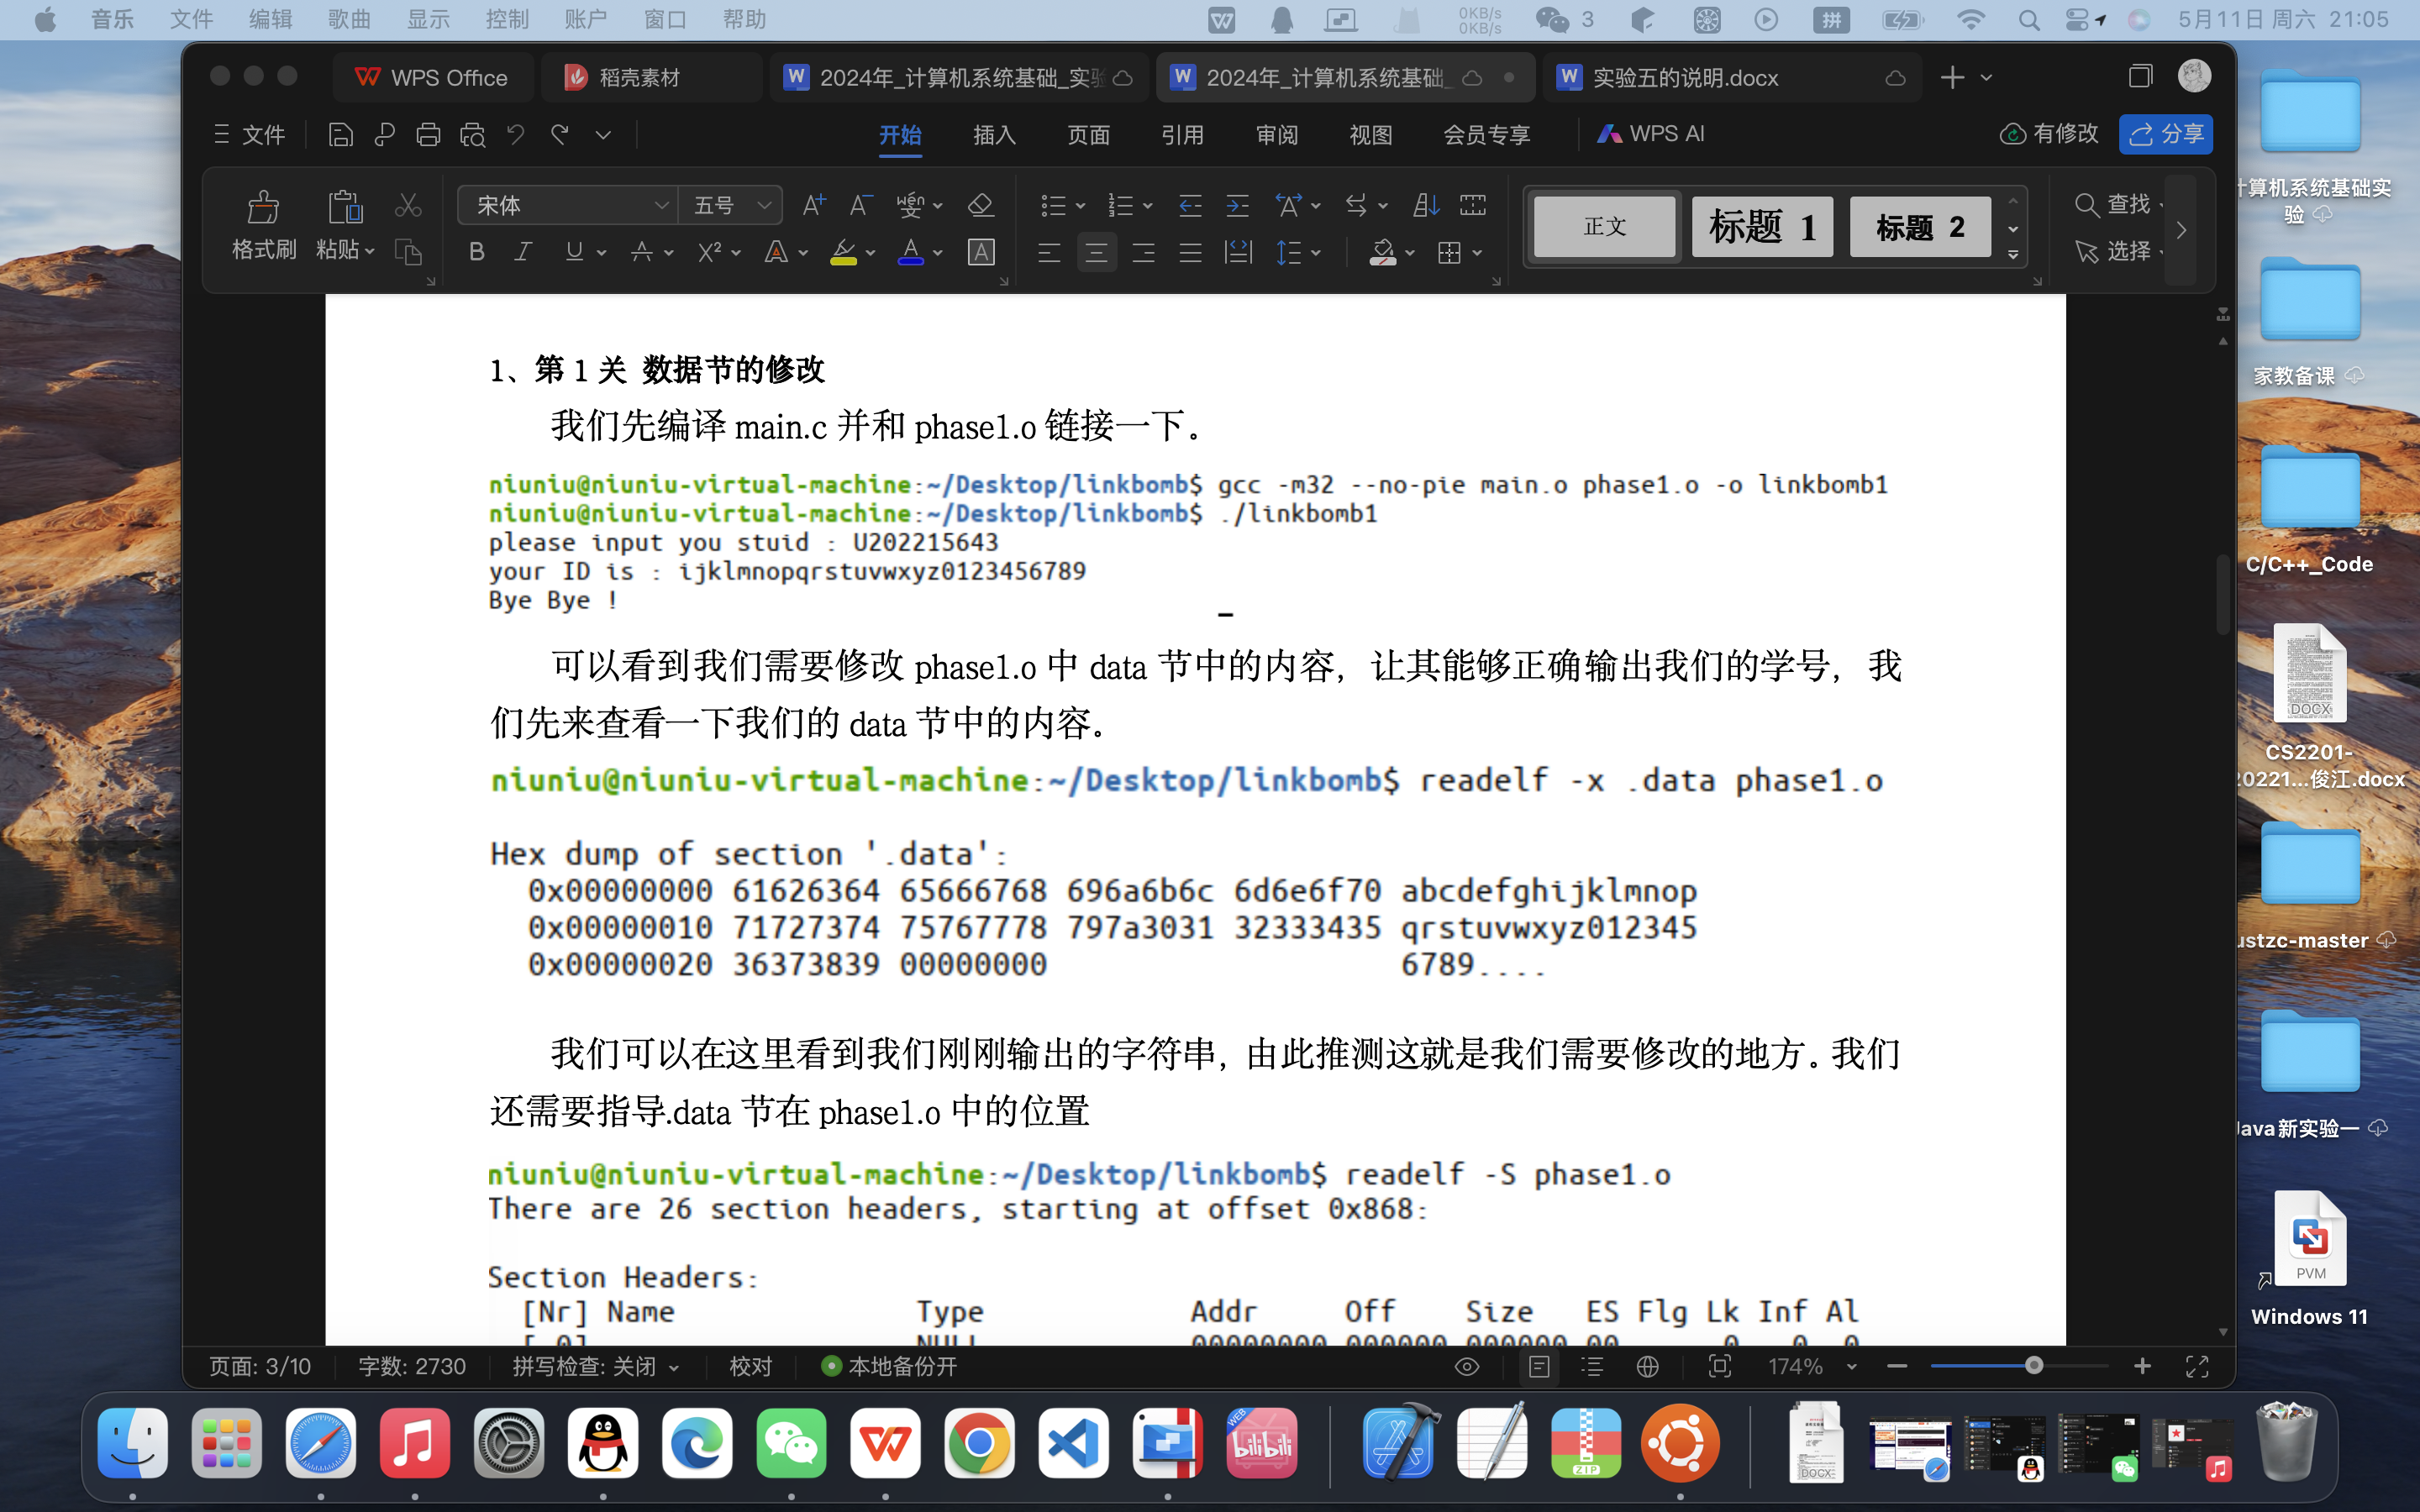 音乐 文件 编辑 歌曲 显示 控制 账户 窗口 帮助 0KB/s 0KB/s 3 拼 5月11日 周六 21:05
WPS Office 稻壳素材 2024年_计算机系统基础_实验 2024年_计算机系统基础_ 实验五的说明.docx
文件 开始 插入 页面 引用 审阅 视图 会员专享 WPS AI 有修改 分享
格式刷 粘贴 宋体 五号 正文 标题 1 标题 2 查找 选择
1、第 1 关 数据节的修改
我们先编译 main.c 并和 phase1.o 链接一下。
niuniu@niuniu-virtual-machine:~/Desktop/linkbomb$ gcc -m32 --no-pie main.o phase1.o -o linkbomb1
niuniu@niuniu-virtual-machine:~/Desktop/linkbomb$ ./linkbomb1
please input you stuid : U202215643
your ID is : ijklmnopqrstuvwxyz0123456789
Bye Bye !
可以看到我们需要修改 phase1.o 中 data 节中的内容，让其能够正确输出我们的学号，我
们先来查看一下我们的 data 节中的内容。
niuniu@niuniu-virtual-machine:~/Desktop/linkbomb$ readelf -x .data phase1.o
Hex dump of section '.data':
0x00000000 61626364 65666768 696a6b6c 6d6e6f70 abcdefghijklmnop
0x00000010 71727374 75767778 797a3031 32333435 qrstuvwxyz012345
0x00000020 36373839 00000000 6789....
我们可以在这里看到我们刚刚输出的字符串，由此推测这就是我们需要修改的地方。我们
还需要指导.data 节在 phase1.o 中的位置
niuniu@niuniu-virtual-machine:~/Desktop/linkbomb$ readelf -S phase1.o
There are 26 section headers, starting at offset 0x868:
Section Headers:
[Nr] Name Type Addr Off Size ES Flg Lk Inf Al
[ 0] NULL 00000000 000000 000000 00 0 0 0
页面: 3/10 字数: 2730 拼写检查: 关闭 校对 本地备份开 174%
计算机系统基础实
验
家教备课
C/C++_Code
DOCX
CS2201-
20221...俊江.docx
ustzc-master
Java新实验一
PVM
Windows 11
WEB
bilibili
ZIP
DOCX